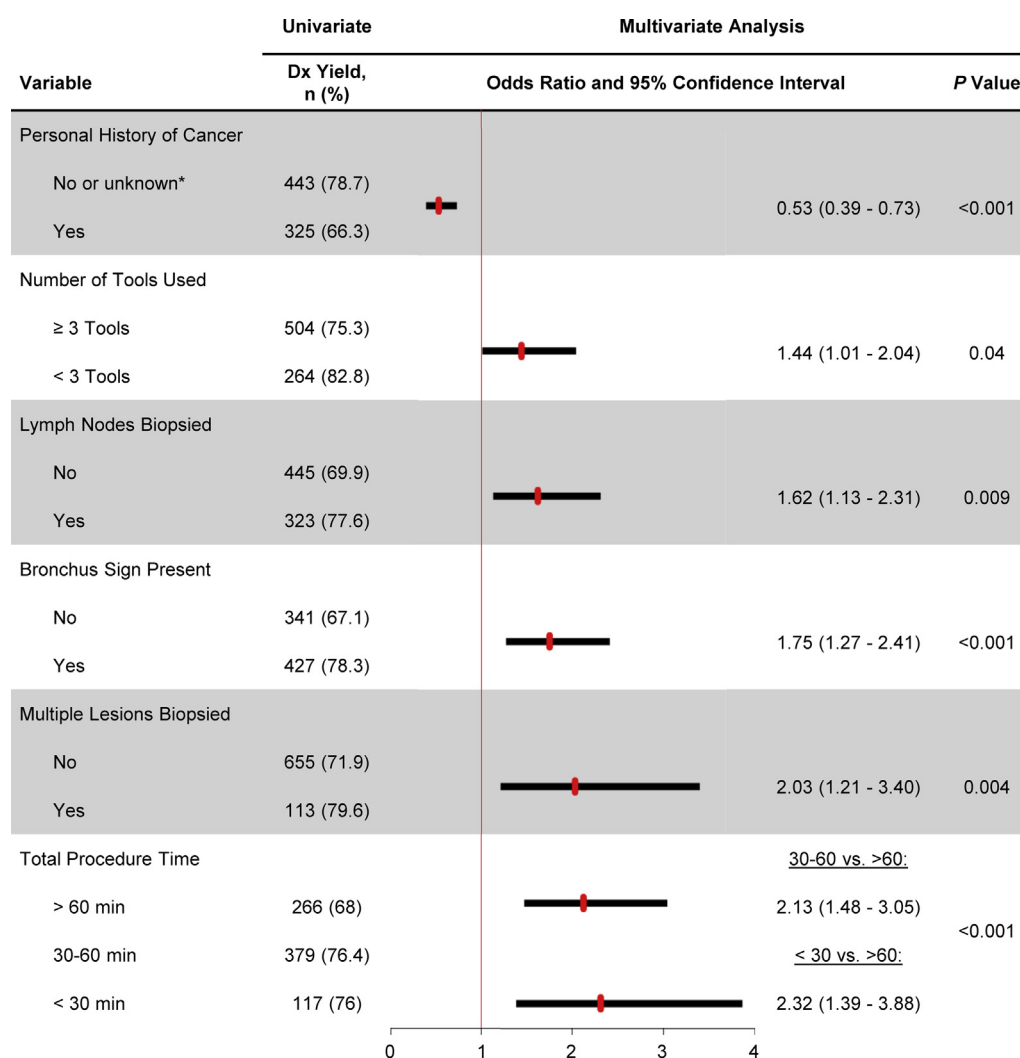 Univariate Multivariate Analysis
Variable Dx Yield, n (%) Odds Ratio and 95% Confidence Interval P Value
Personal History of Cancer
No or unknown* 443 (78.7)
0.53 (0.39 - 0.73) <0.001
Yes 325 (66.3)
Number of Tools Used
≥ 3 Tools 504 (75.3)
1.44 (1.01 - 2.04) 0.04
< 3 Tools 264 (82.8)
Lymph Nodes Biopsied
No 445 (69.9)
1.62 (1.13 - 2.31) 0.009
Yes 323 (77.6)
Bronchus Sign Present
No 341 (67.1)
1.75 (1.27 - 2.41) <0.001
Yes 427 (78.3)
Multiple Lesions Biopsied
No 655 (71.9)
2.03 (1.21 - 3.40) 0.004
Yes 113 (79.6)
Total Procedure Time 30-60 vs. >60:
> 60 min 266 (68) 2.13 (1.48 - 3.05)
<0.001
30-60 min 379 (76.4) < 30 vs. >60:
< 30 min 117 (76) 2.32 (1.39 - 3.88)
0 1 2 3 4